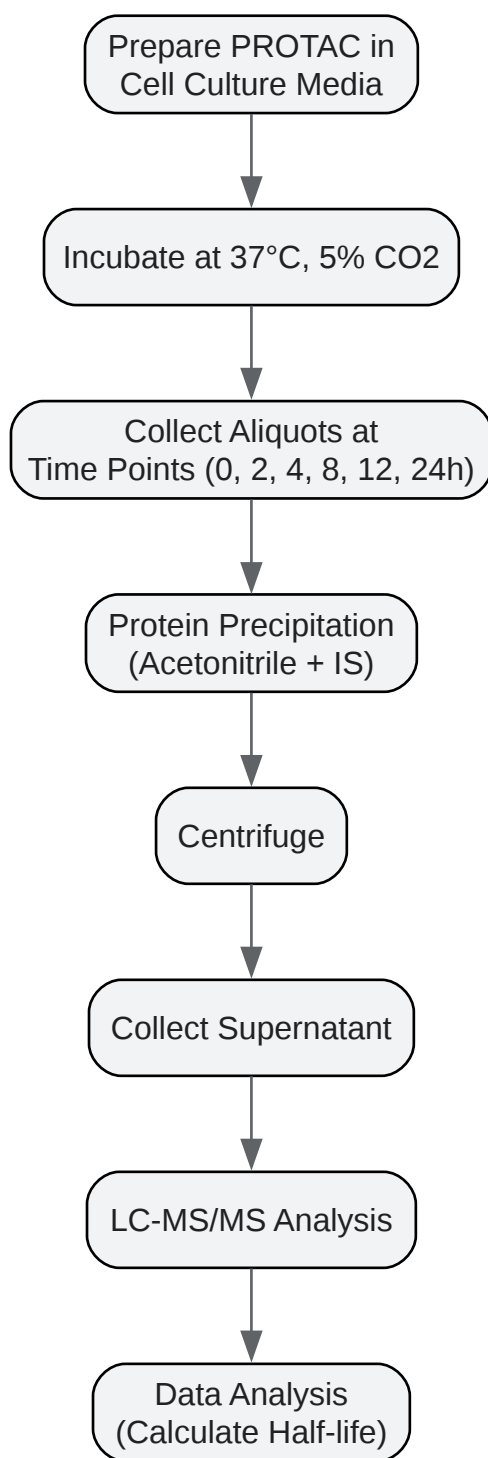 Prepare PROTAC in
Cell Culture Media
Incubate at 37°C, 5% CO2
Collect Aliquots at
Time Points (0, 2, 4, 8, 12, 24h)
Protein Precipitation
(Acetonitrile + IS)
Centrifuge
Collect Supernatant
LC-MS/MS Analysis
Data Analysis
(Calculate Half-life)